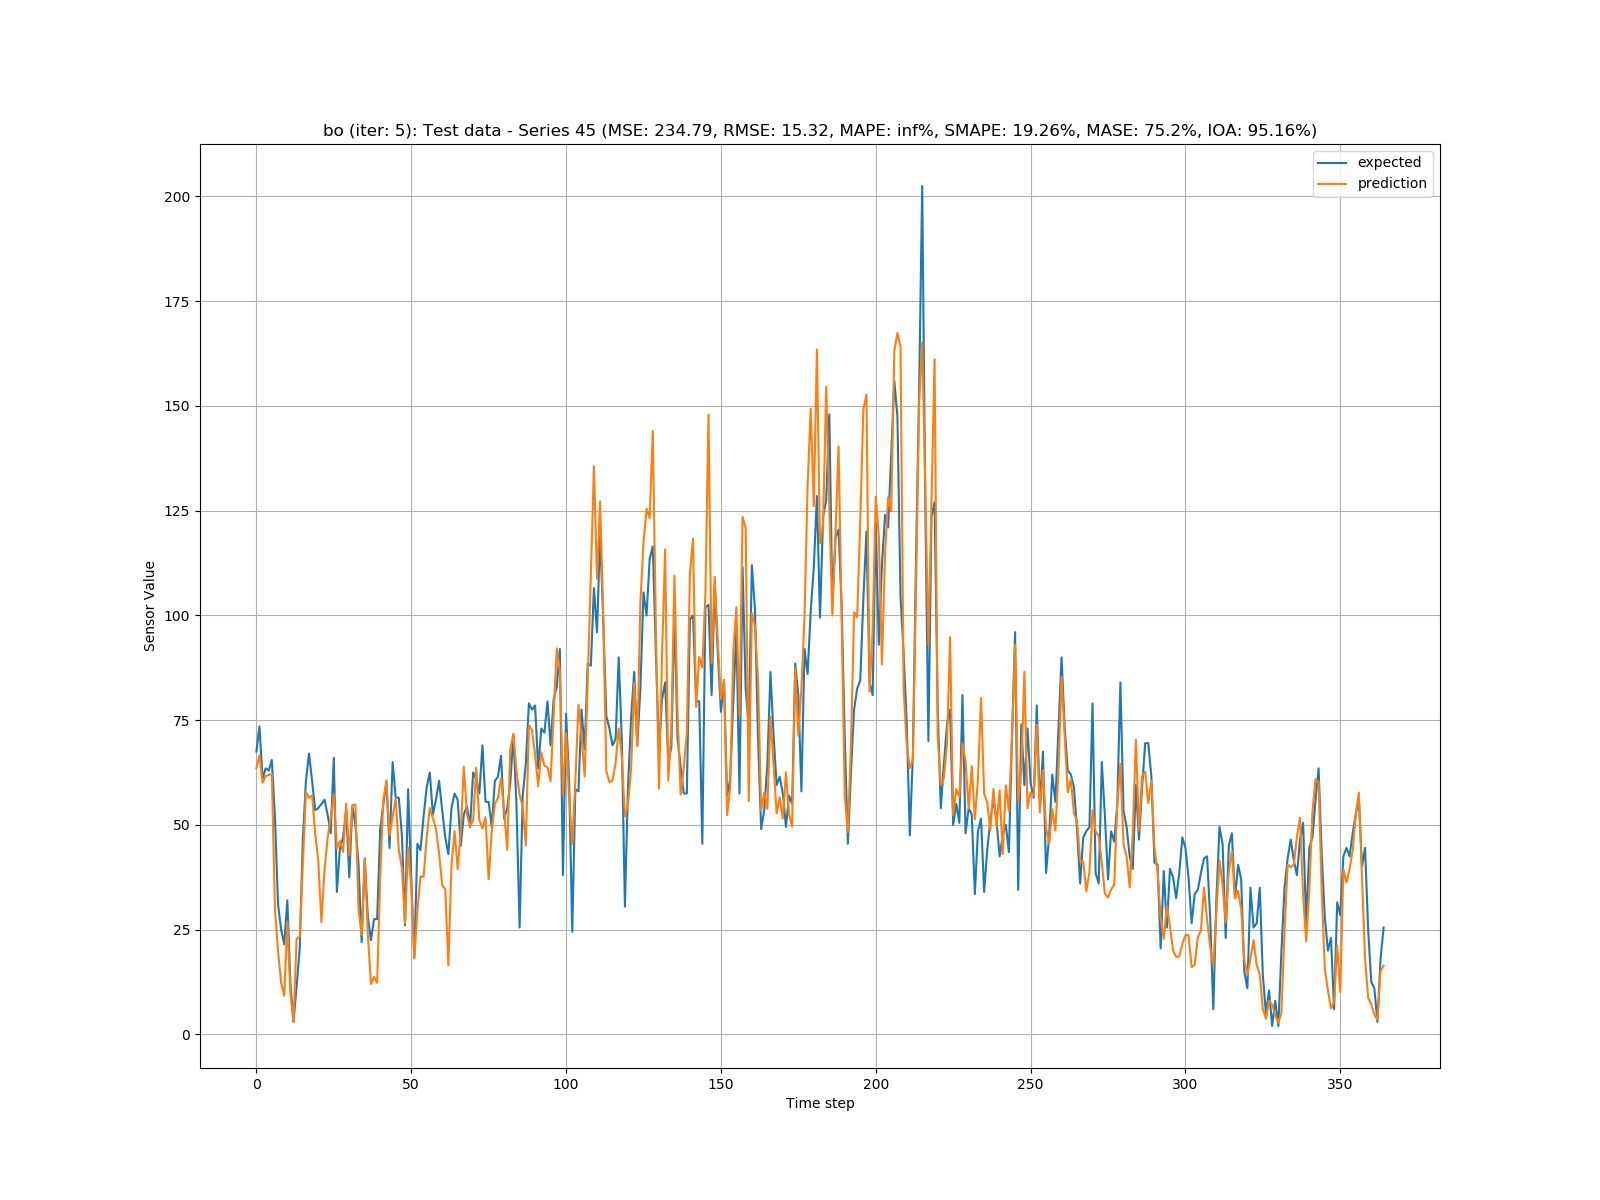 bo (iter: 5): Test data - Series 45 (MSE: 234.79, RMSE: 15.32, MAPE: inf%, SMAPE: 19.26%, MASE: 75.2%, IOA: 95.16%)
expected
prediction
200
175
150
125
100
75
50
25
0
Sensor Value
0 50 100 150 200 250 300 350
Time step